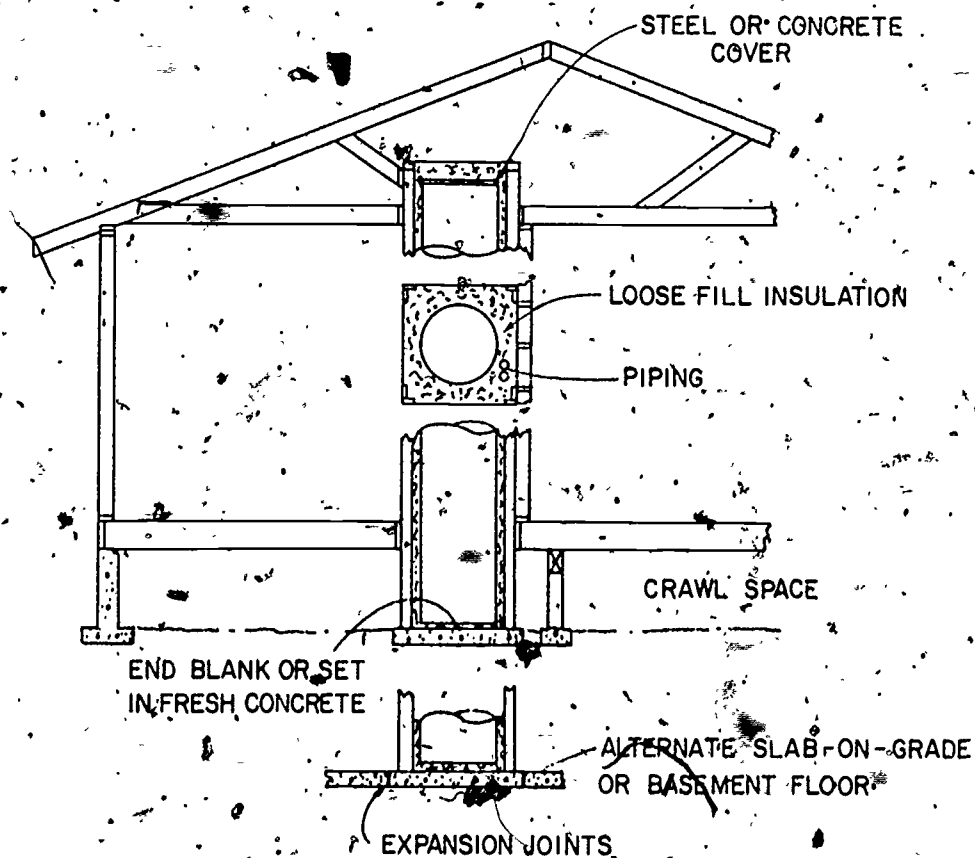 STEEL OR CONCRETE
COVER
LOOSE FILL INSULATION
PIPING
CRAWL SPACE
END BLANK OR SET
IN FRESH CONCRETE
ALTERNATE SLAB-ON-GRADE
OR BASEMENT FLOOR
EXPANSION JOINTS